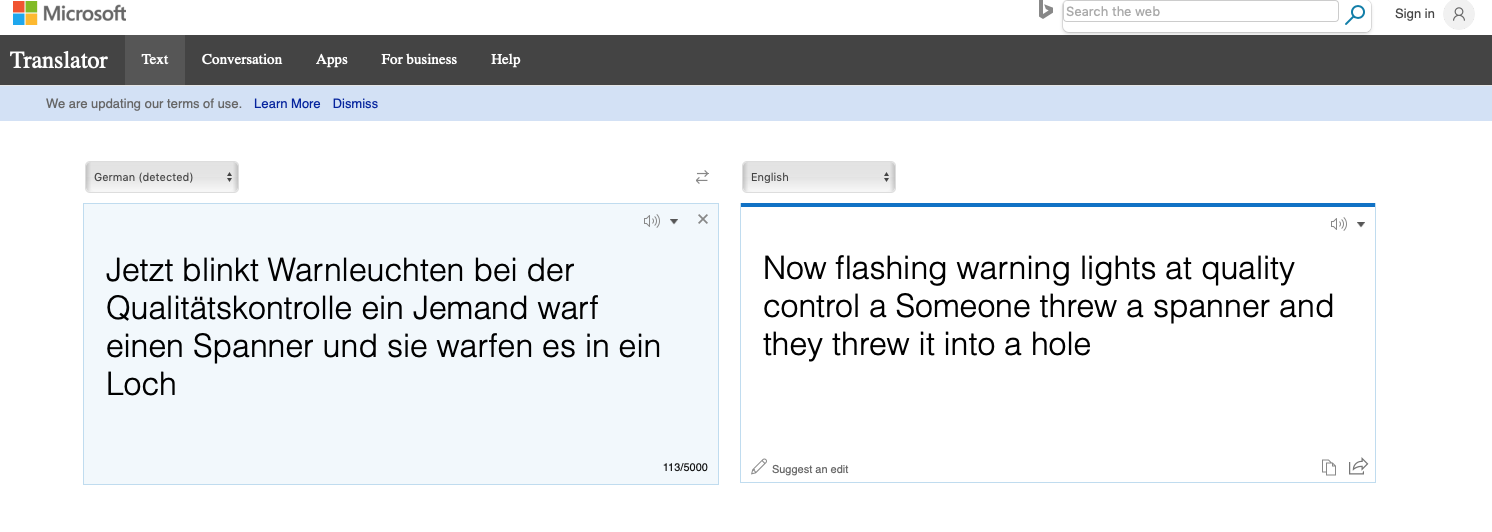 Microsoft
Search the web
Sign in
Translator Text Conversation Apps For business Help
We are updating our terms of use. Learn More Dismiss
German (detected)
English
Jetzt blinkt Warnleuchten bei der
Qualitätskontrolle ein Jemand warf
einen Spanner und sie warfen es in ein
Loch
113/5000
Now flashing warning lights at quality
control a Someone threw a spanner and
they threw it into a hole
Suggest an edit